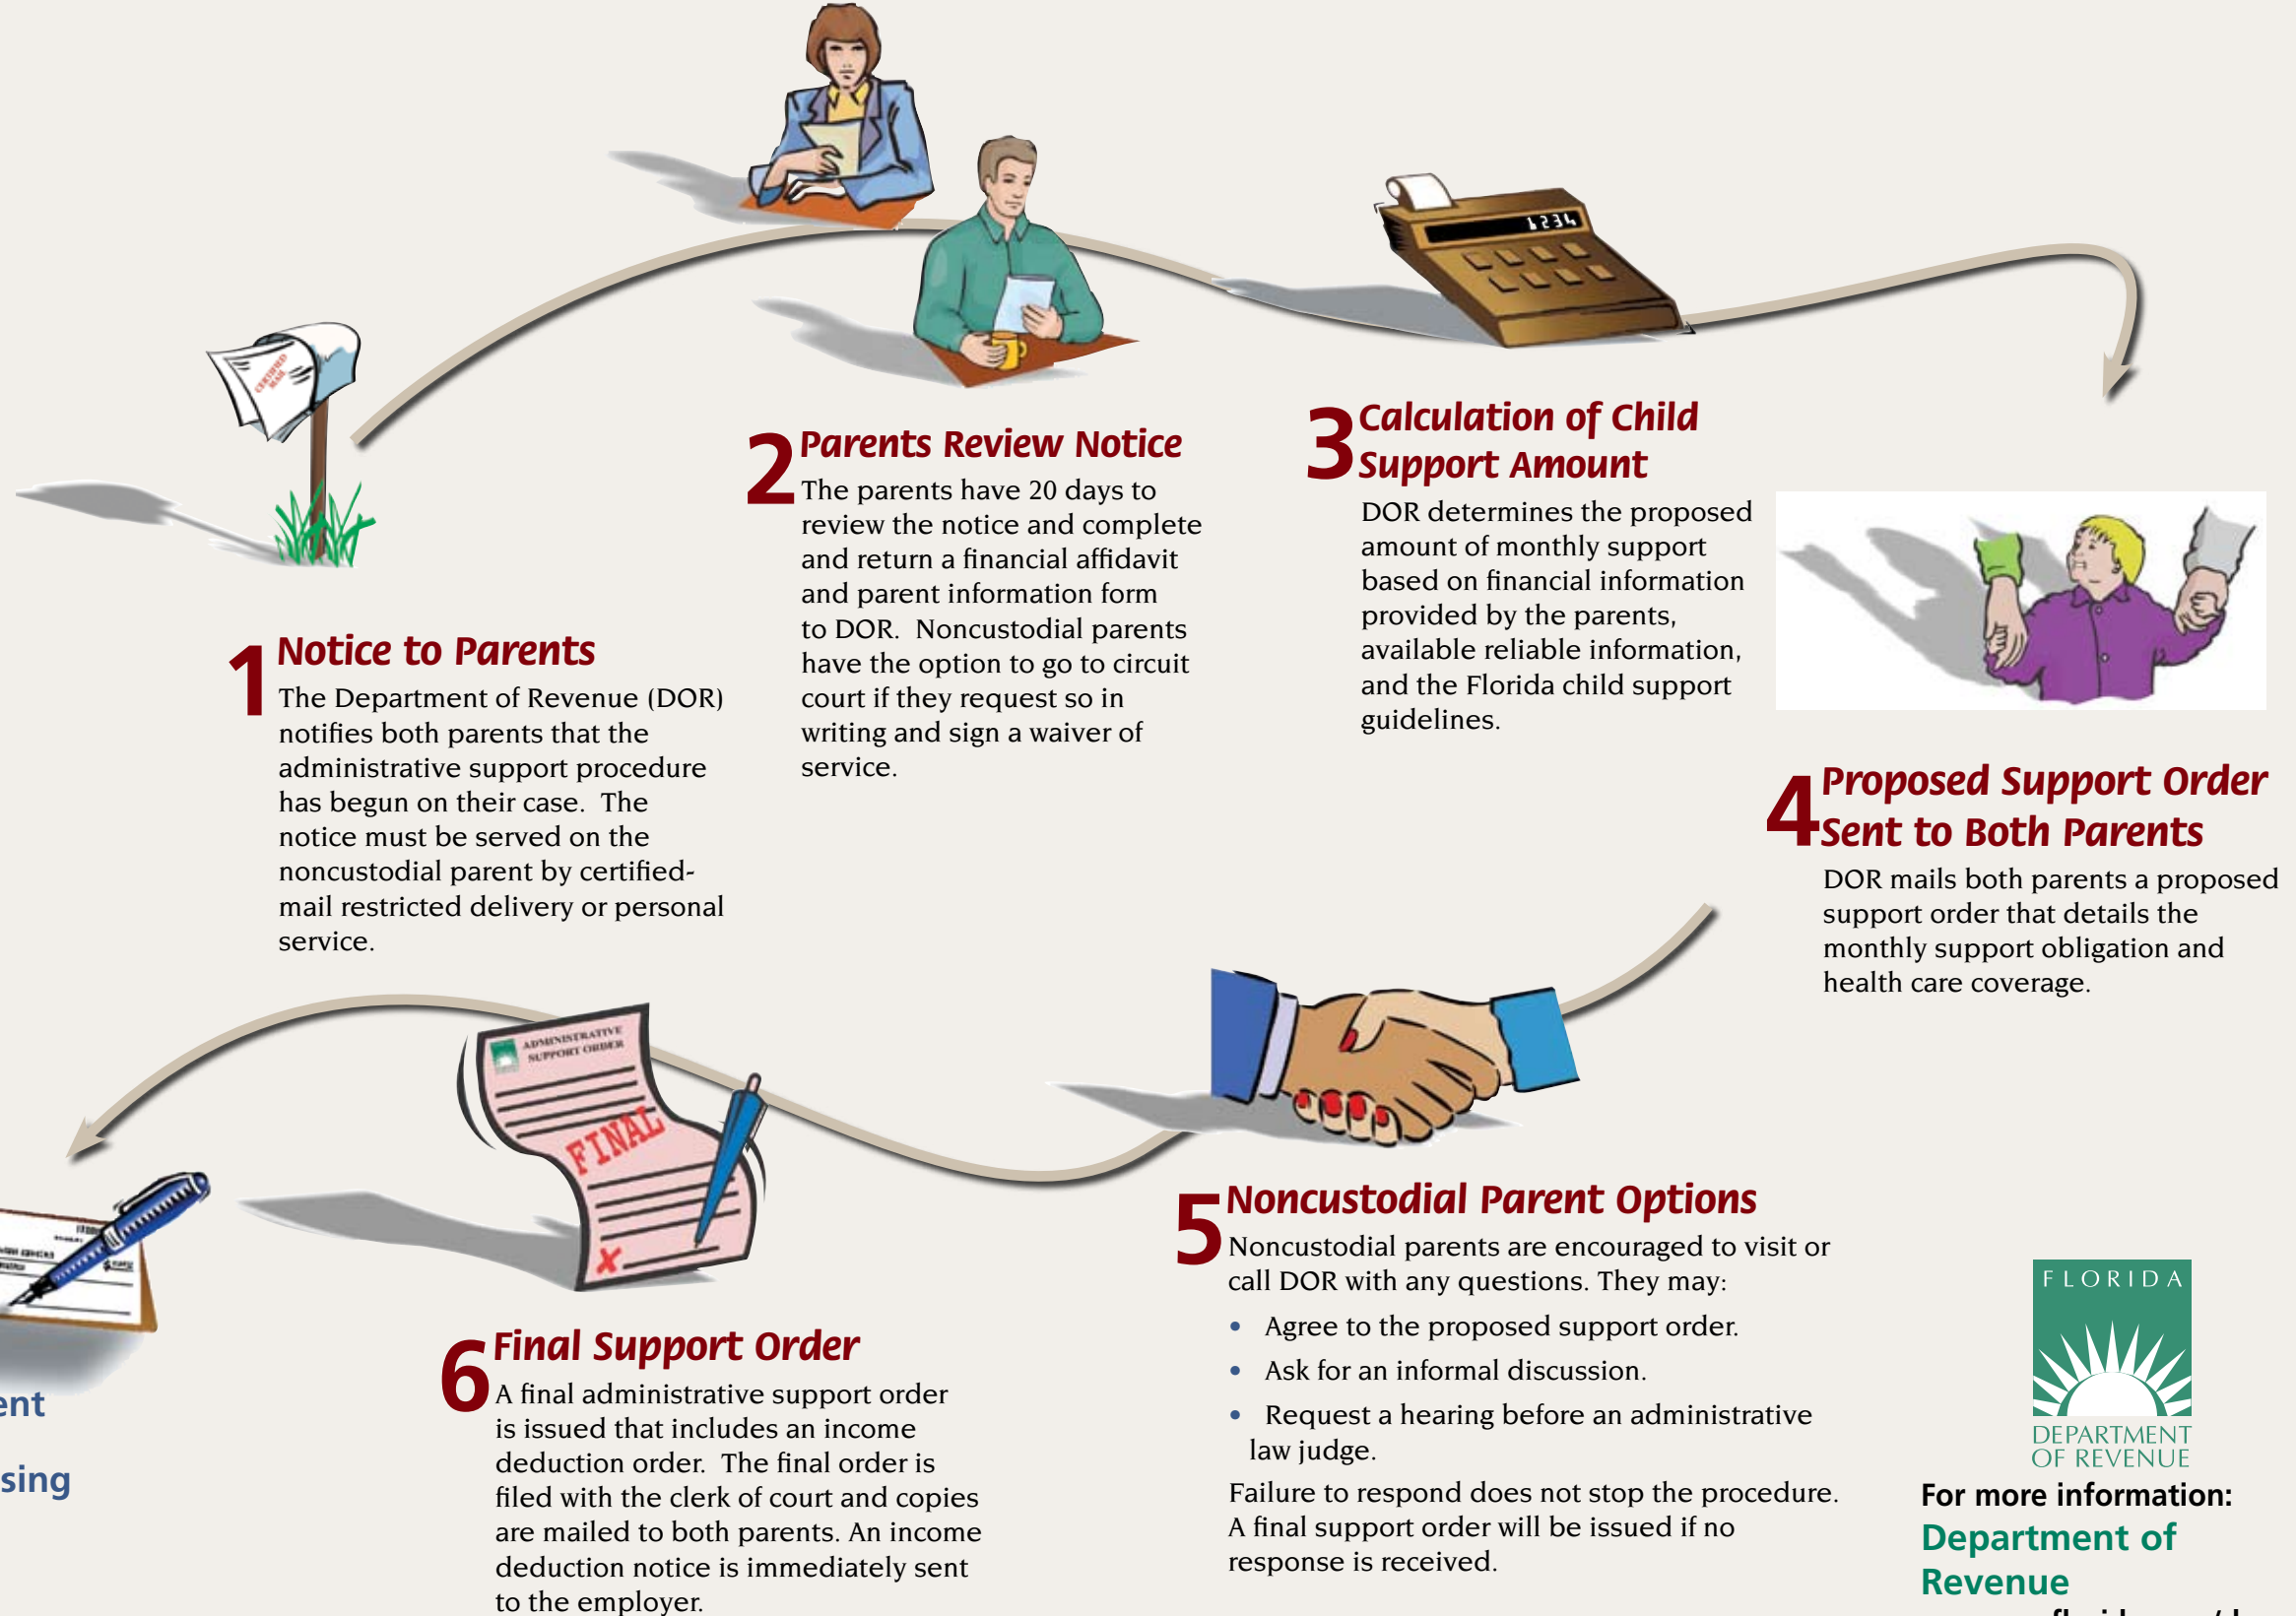 CERTIFIED
MAIL
1234
1 Notice to Parents
The Department of Revenue (DOR)
notifies both parents that the
administrative support procedure
has begun on their case.  The
notice must be served on the
noncustodial parent by certified-
mail restricted delivery or personal
service.
2 Parents Review Notice
The parents have 20 days to
review the notice and complete
and return a financial affidavit
and parent information form
to DOR.  Noncustodial parents
have the option to go to circuit
court if they request so in
writing and sign a waiver of
service.
3 Calculation of Child
Support Amount
DOR determines the proposed
amount of monthly support
based on financial information
provided by the parents,
available reliable information,
and the Florida child support
guidelines.
4 Proposed Support Order
Sent to Both Parents
DOR mails both parents a proposed
support order that details the
monthly support obligation and
health care coverage.
5 Noncustodial Parent Options
Noncustodial parents are encouraged to visit or
call DOR with any questions. They may:
• Agree to the proposed support order.
• Ask for an informal discussion.
• Request a hearing before an administrative
law judge.
Failure to respond does not stop the procedure.
A final support order will be issued if no
response is received.
ADMINISTRATIVE
SUPPORT ORDER
FINAL
X
6 Final Support Order
A final administrative support order
is issued that includes an income
deduction order.  The final order is
filed with the clerk of court and copies
are mailed to both parents. An income
deduction notice is immediately sent
to the employer.
ent
sing
FLORIDA
DEPARTMENT
OF REVENUE
For more information:
Department of
Revenue